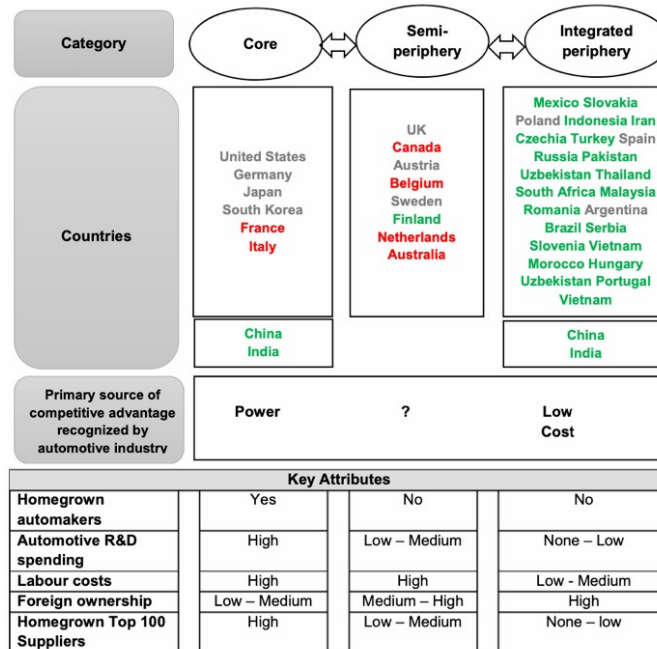 Category
Core
Semi-
periphery
Integrated
periphery
Countries
United States
Germany
Japan
South Korea
France
Italy
UK
Canada
Austria
Belgium
Sweden
Finland
Netherlands
Australia
Mexico Slovakia
Poland Indonesia Iran
Czechia Turkey Spain
Russia Pakistan
Uzbekistan Thailand
South Africa Malaysia
Romania Argentina
Brazil Serbia
Slovenia Vietnam
Morocco Hungary
Uzbekistan Portugal
Vietnam
China
India
China
India
Primary source of
competitive advantage
recognized by
automotive industry
Power
?
Low
Cost
Key Attributes
Homegrown
automakers
Yes
No
No
Automotive R&D
spending
High
Low – Medium
None – Low
Labour costs
High
High
Low - Medium
Foreign ownership
Low – Medium
Medium – High
High
Homegrown Top 100
Suppliers
High
Low – Medium
None – low